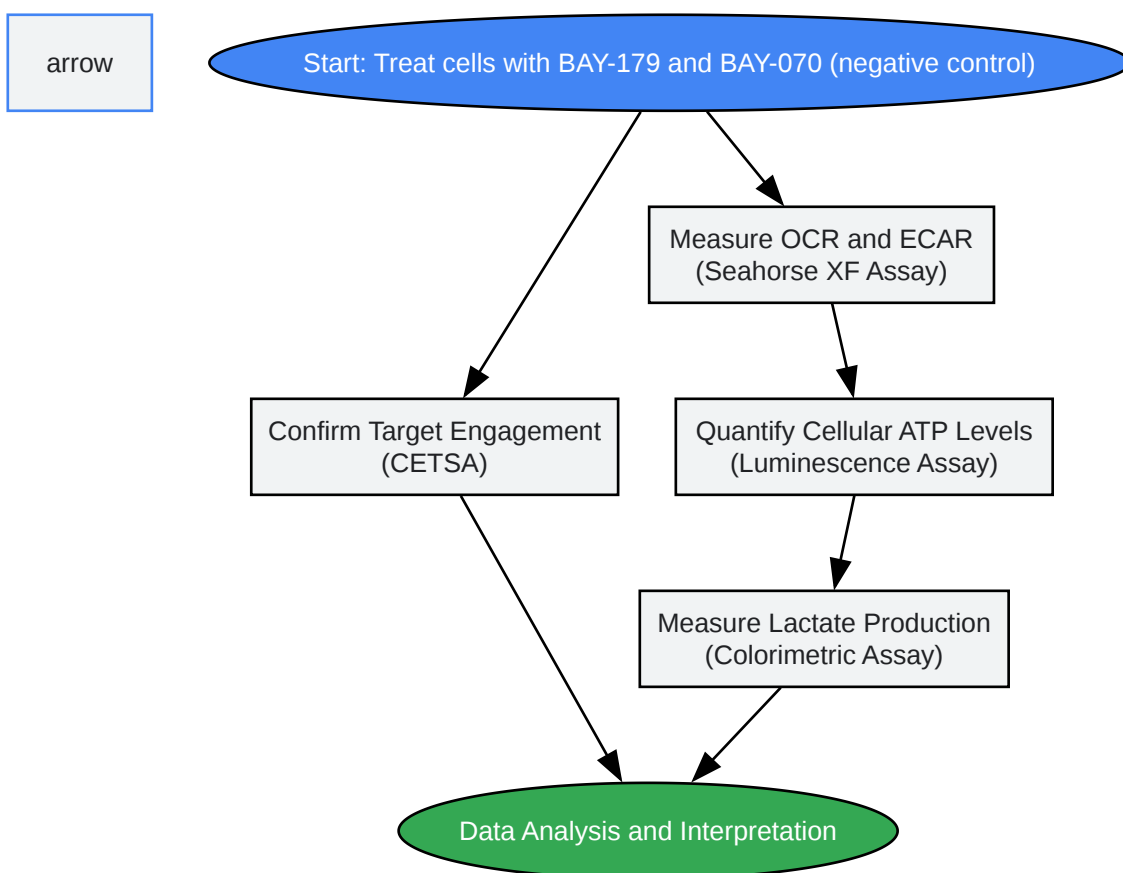 arrow
Start: Treat cells with BAY-179 and BAY-070 (negative control)
Measure OCR and ECAR
(Seahorse XF Assay)
Confirm Target Engagement
(CETSA)
Quantify Cellular ATP Levels
(Luminescence Assay)
Measure Lactate Production
(Colorimetric Assay)
Data Analysis and Interpretation